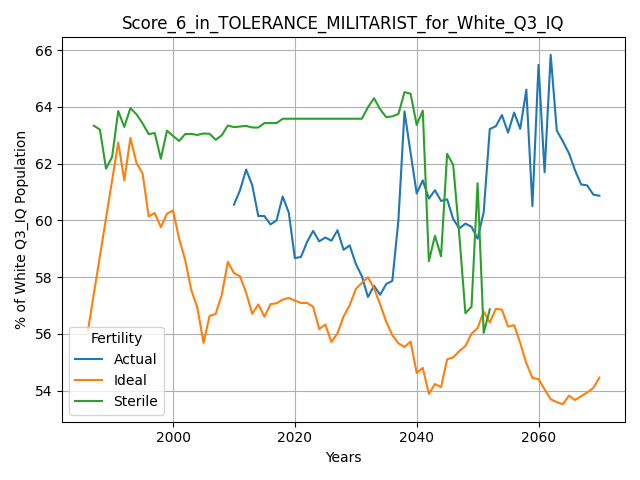 Score_6_in_TOLERANCE_MILITARIST_for_White_Q3_IQ
% of White Q3_IQ Population
66
64
62
60
58
56
54
Fertility
Actual
Ideal
Sterile
2000
2020
2040
2060
Years